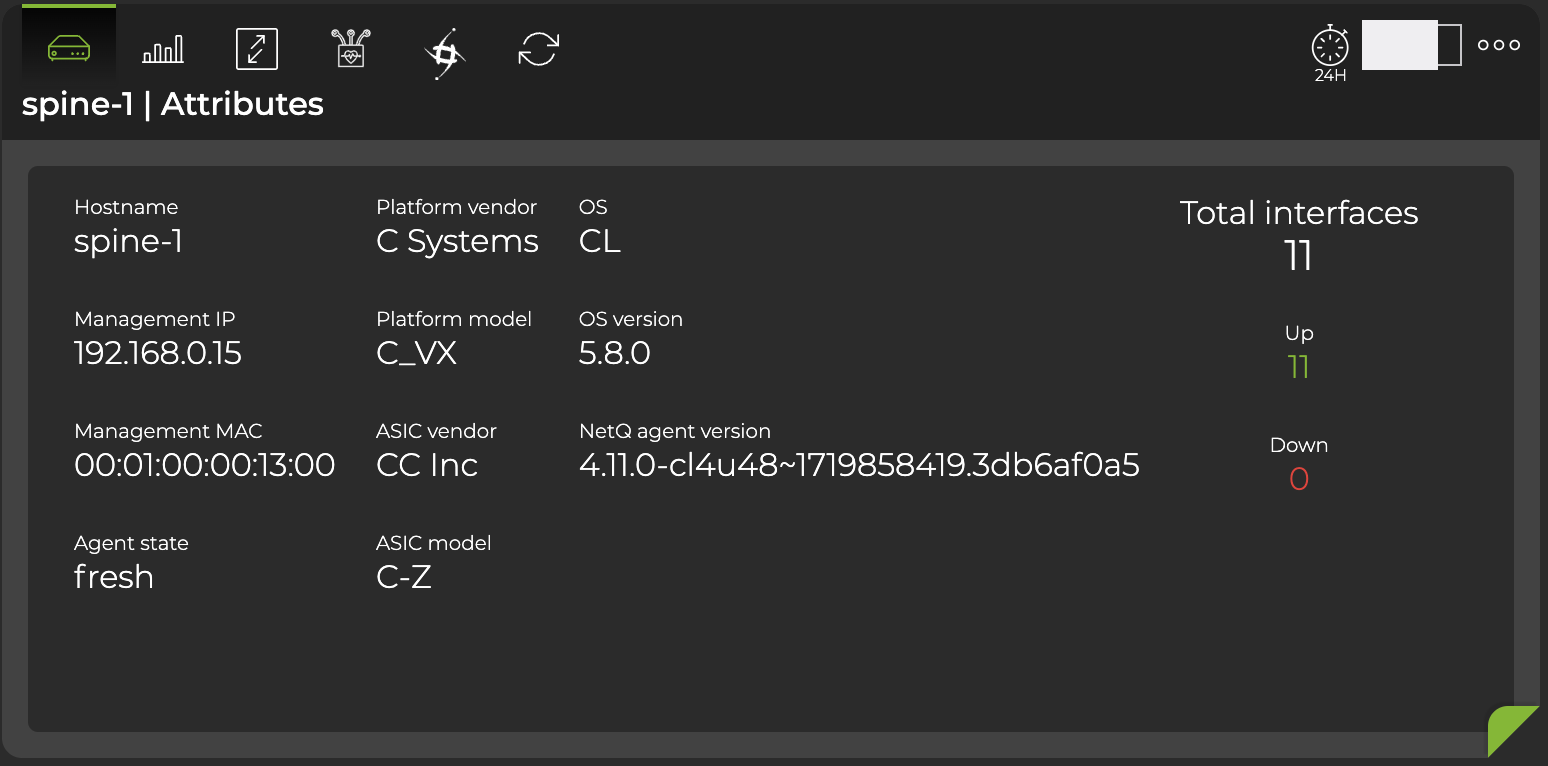 24H
spine-1 | Attributes
Hostname
spine-1
Platform vendor
C Systems
OS
CL
Total interfaces
11
Management IP
192.168.0.15
Platform model
C_VX
OS version
5.8.0
Up
11
Management MAC
00:01:00:00:13:00
ASIC vendor
CC Inc
NetQ agent version
4.11.0-cl4u48~1719858419.3db6af0a5
Down
0
Agent state
fresh
ASIC model
C-Z